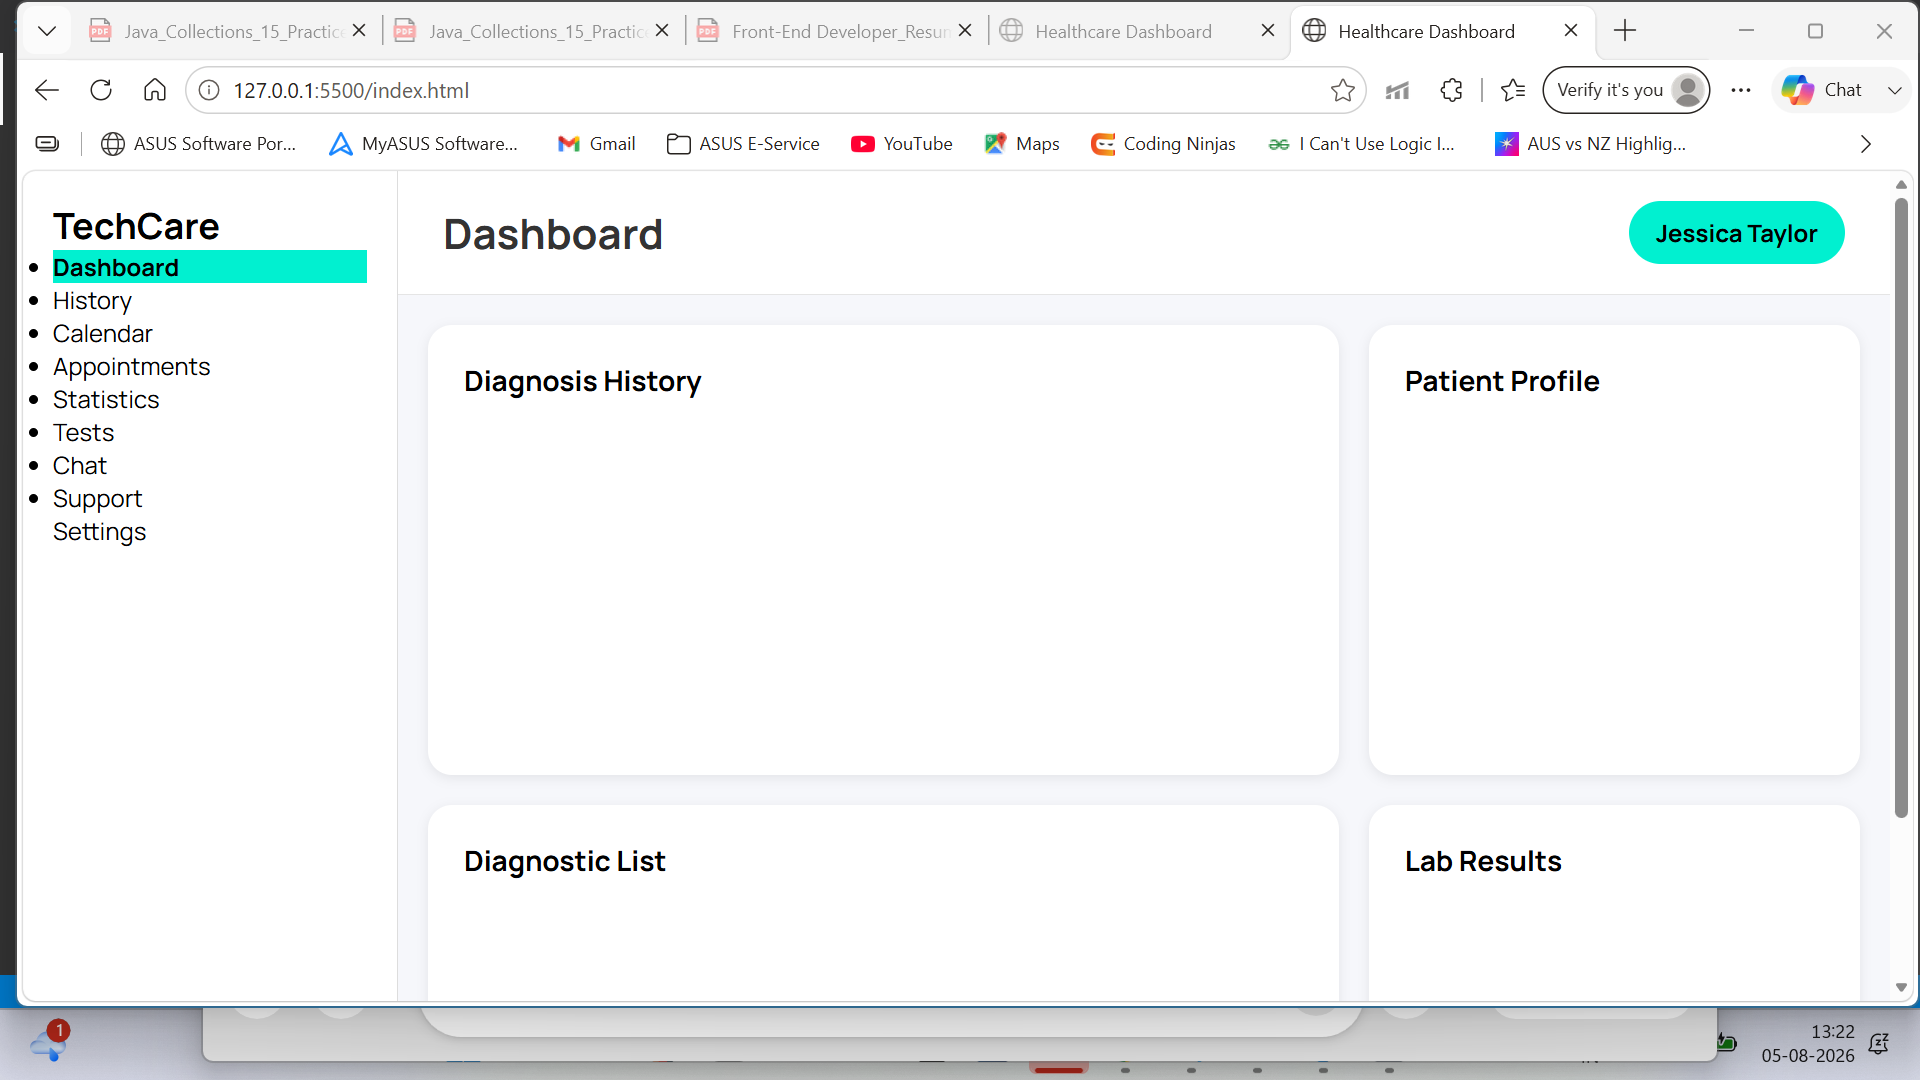 Java_Collections_15_Practice
Java_Collections_15_Practice
Front-End Developer_Resun
Healthcare Dashboard
Healthcare Dashboard
127.0.0.1:5500/index.html
Verify it's you
Chat
ASUS Software Por...
MyASUS Software...
Gmail
ASUS E-Service
YouTube
Maps
Coding Ninjas
I Can't Use Logic I...
AUS vs NZ Highlig...
TechCare
Dashboard
History
Calendar
Appointments
Statistics
Tests
Chat
Support
Settings
Dashboard
Jessica Taylor
Diagnosis History
Patient Profile
Diagnostic List
Lab Results
1
13:22
05-08-2026